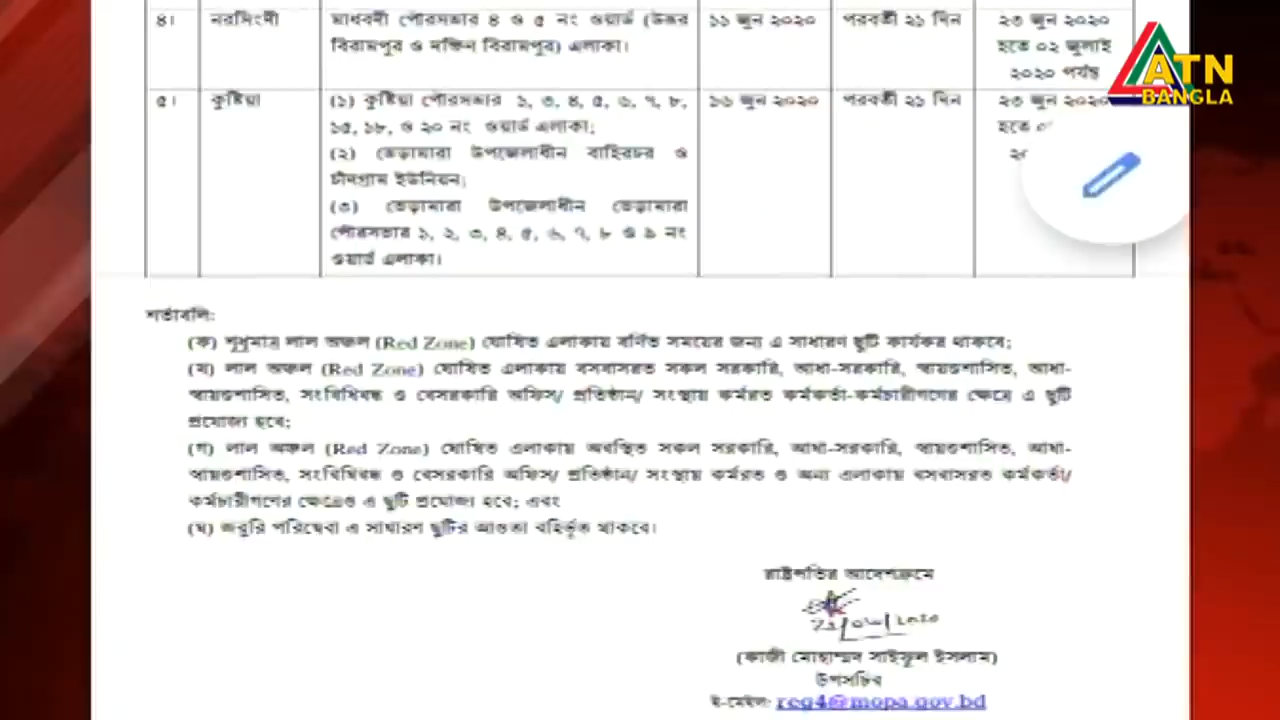 ৪। নরসিংদী মাধবদী পৌরসভার ৪ ও ৫ নং ওয়ার্ড (উত্তর ১১ জুন ২০২০ পরবর্তী ২১ দিন ২৩ জুন ২০২০
বিরামপুর ও দক্ষিন বিরামপুর) এলাকা। হতে ০২ জুলাই
২০২০ পর্যন্ত
ATN
BANGLA
৫। কুষ্টিয়া (১) কুষ্টিয়া পৌরসভার ১, ৩, ৪, ৫, ৬, ৭, ৮, ১৬ জুন ২০২০ পরবর্তী ২১ দিন ২৩ জুন ২০২০
১৫, ১৮, ও ২০ নং ওয়ার্ড এলাকা; হতে
(২) ভেড়ামারা উপজেলাধীন বাহিরচর ও
চাঁদগ্রাম ইউনিয়ন;
(৩) ভেড়ামারা উপজেলাধীন ভেড়ামারা
পৌরসভার ১, ২, ৩, ৪, ৫, ৬, ৭, ৮ ও ৯ নং
ওয়ার্ড এলাকা।
শর্তাবলি:
(ক) শুধুমাত্র লাল অঞ্চল (Red Zone) ঘোষিত এলাকায় বর্ণিত সময়ের জন্য এ সাধারণ ছুটি কার্যকর থাকবে;
(খ) লাল অঞ্চল (Red Zone) ঘোষিত এলাকায় বসবাসরত সকল সরকারি, আধা-সরকারি, স্বায়ত্তশাসিত, আধা-
স্বায়ত্তশাসিত, সংবিধিবদ্ধ ও বেসরকারি অফিস/ প্রতিষ্ঠান/ সংস্থায় কর্মরত কর্মকর্তা-কর্মচারীগণের ক্ষেত্রে এ ছুটি
প্রযোজ্য হবে;
(গ) লাল অঞ্চল (Red Zone) ঘোষিত এলাকায় অবস্থিত সকল সরকারি, আধা-সরকারি, স্বায়ত্তশাসিত, আধা-
স্বায়ত্তশাসিত, সংবিধিবদ্ধ ও বেসরকারি অফিস/ প্রতিষ্ঠান/ সংস্থায় কর্মরত ও অন্য এলাকায় বসবাসরত কর্মকর্তা/
কর্মচারীগণের ক্ষেত্রেও এ ছুটি প্রযোজ্য হবে; এবং
(ঘ) জরুরি পরিষেবা এ সাধারণ ছুটির আওতা বহির্ভূত থাকবে।
রাষ্ট্রপতির আদেশক্রমে
(কাজী মোহাম্মদ সাইফুল ইসলাম)
উপসচিব
ই-মেইল: reg4@mopa.gov.bd